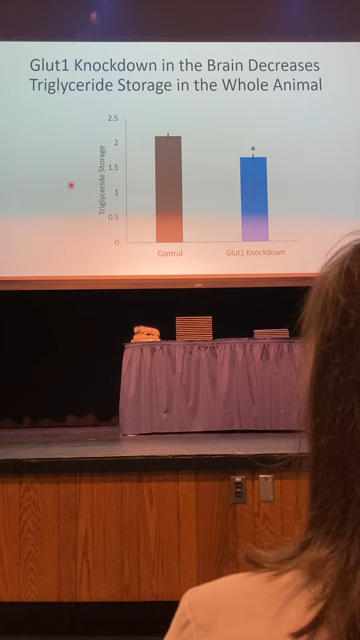 Glut1 Knockdown in the Brain Decreases
Triglyceride Storage in the Whole Animal
2.5
2
1.5
1
0.5
0
Triglyceride Storage
*
Control
Glut1 Knockdown